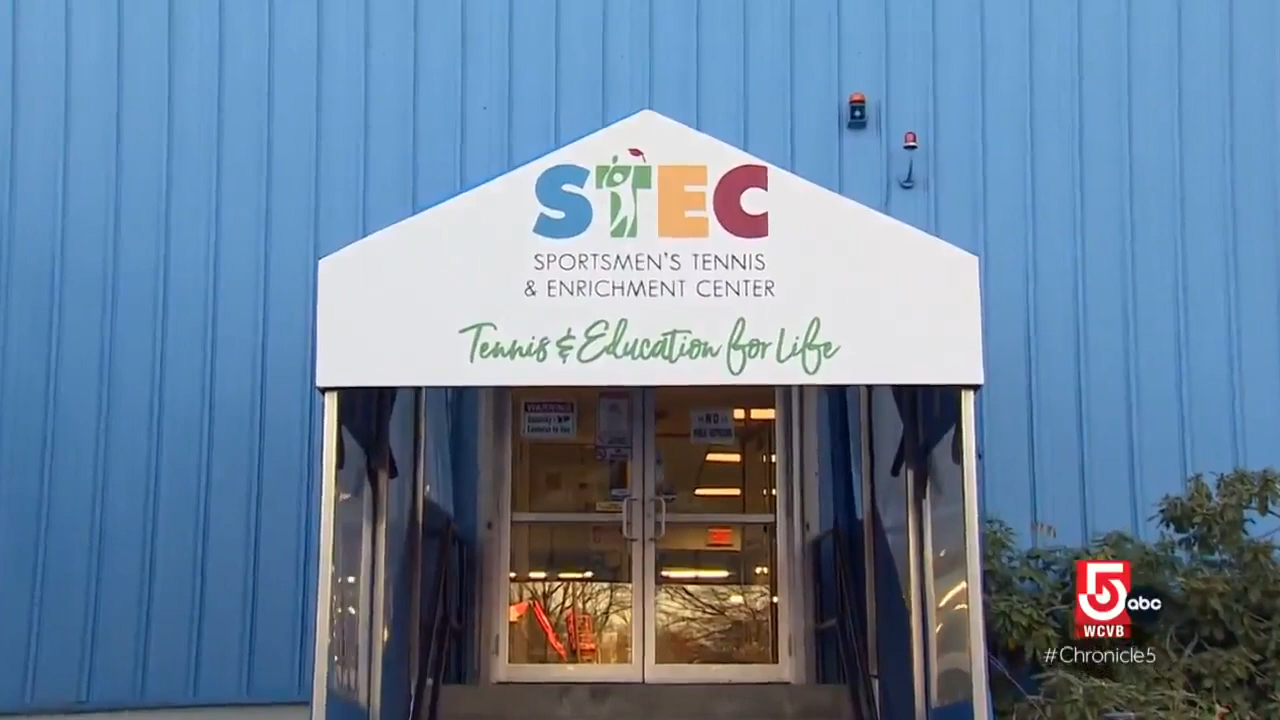 STEC
SPORTSMEN'S TENNIS
& ENRICHMENT CENTER
Tennis & Education for Life
WARNING
NO
5 abc
WCVB
#Chronicle5